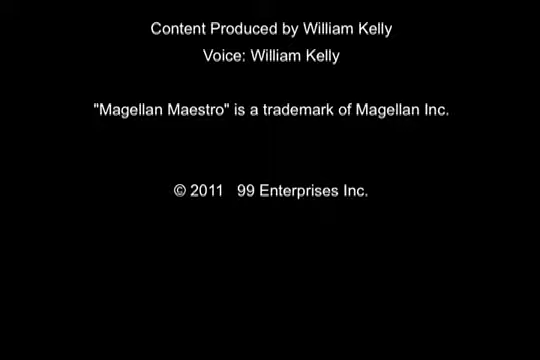 Content Produced by William Kelly
Voice: William Kelly
"Magellan Maestro" is a trademark of Magellan Inc.
© 2011 99 Enterprises Inc.